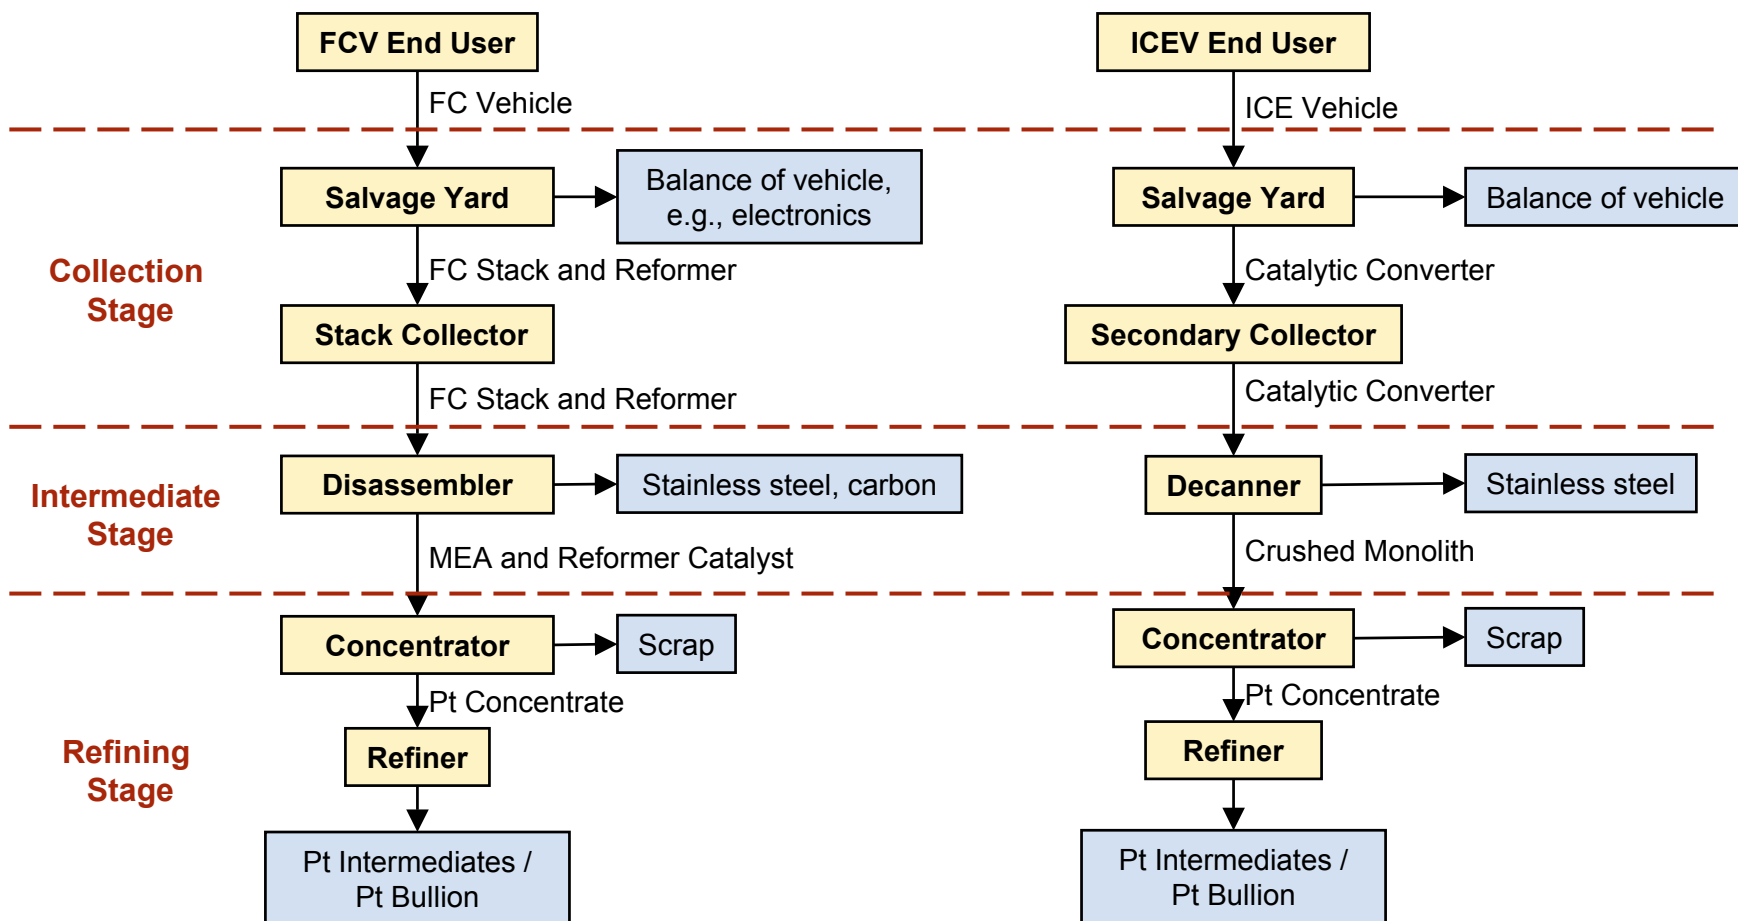 FCV End User
ICEV End User
FC Vehicle
ICE Vehicle
Salvage Yard
Balance of vehicle,
e.g., electronics
Salvage Yard
Balance of vehicle
Collection
Stage
FC Stack and Reformer
Catalytic Converter
Stack Collector
Secondary Collector
FC Stack and Reformer
Catalytic Converter
Intermediate
Stage
Disassembler
Stainless steel, carbon
Decanner
Stainless steel
MEA and Reformer Catalyst
Crushed Monolith
Concentrator
Scrap
Concentrator
Scrap
Pt Concentrate
Pt Concentrate
Refining
Stage
Refiner
Refiner
Pt Intermediates /
Pt Bullion
Pt Intermediates /
Pt Bullion